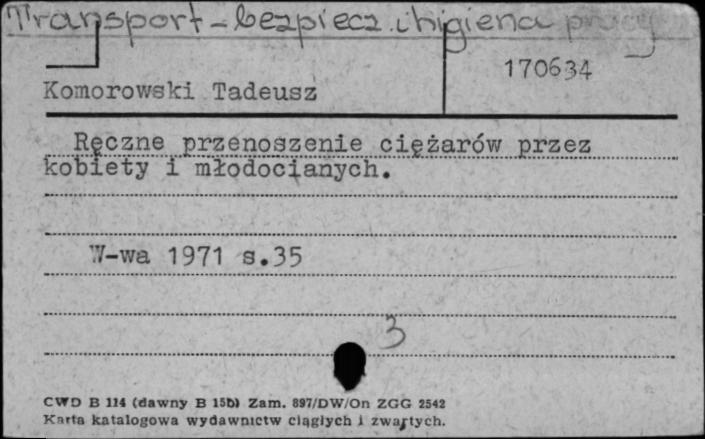 Transport-bezpiecz. i higiena pracy
170634
Komorowski Tadeusz
Ręczne przenoszenie ciężarów przez
kobiety i młodocianych.
W-wa 1971 s.35
3
CWD B 114 (dawny B 15b) Zam. 897/DW/On ZGG 2542
Karta katalogowa wydawnictw ciągłych i zwartych.